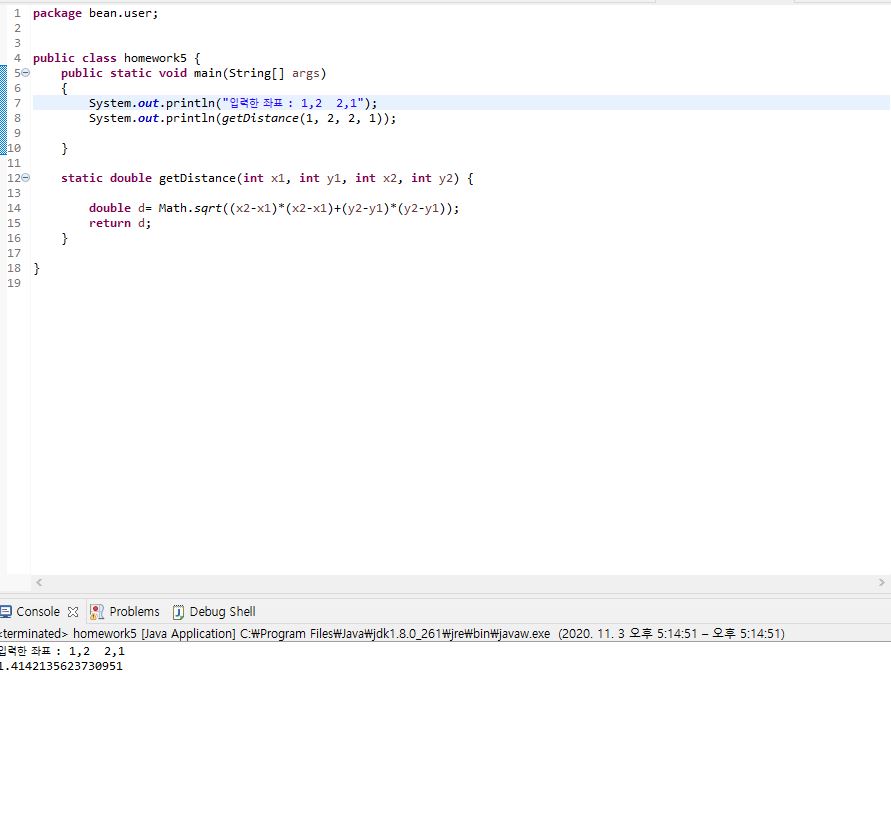 1 package bean.user;
2
3
4 public class homework5 {
5 public static void main(String[] args)
6 {
7 System.out.println("입력한 좌표 : 1,2  2,1");
8 System.out.println(getDistance(1, 2, 2, 1));
9
10 }
11
12 static double getDistance(int x1, int y1, int x2, int y2) {
13
14 double d= Math.sqrt((x2-x1)*(x2-x1)+(y2-y1)*(y2-y1));
15 return d;
16 }
17
18 }
19
Console Problems Debug Shell
<terminated> homework5 [Java Application] C:₩Program Files₩Java₩jdk1.8.0_261₩jre₩bin₩javaw.exe (2020. 11. 3 오후 5:14:51 – 오후 5:14:51)
입력한 좌표 : 1,2  2,1
1.4142135623730951